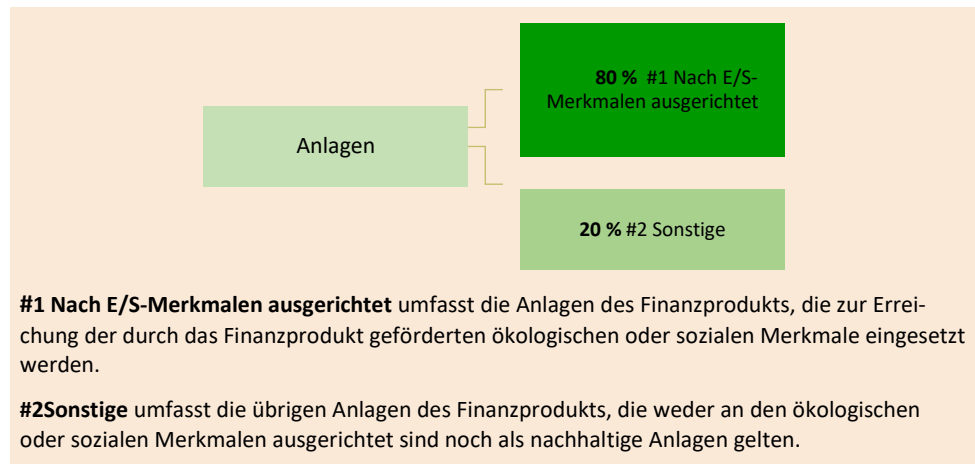 80 % #1 Nach E/S-
Merkmalen ausgerichtet
Anlagen
20 % #2 Sonstige
#1 Nach E/S-Merkmalen ausgerichtet umfasst die Anlagen des Finanzprodukts, die zur Errei-
chung der durch das Finanzprodukt geförderten ökologischen oder sozialen Merkmale eingesetzt
werden.
#2Sonstige umfasst die übrigen Anlagen des Finanzprodukts, die weder an den ökologischen
oder sozialen Merkmalen ausgerichtet sind noch als nachhaltige Anlagen gelten.